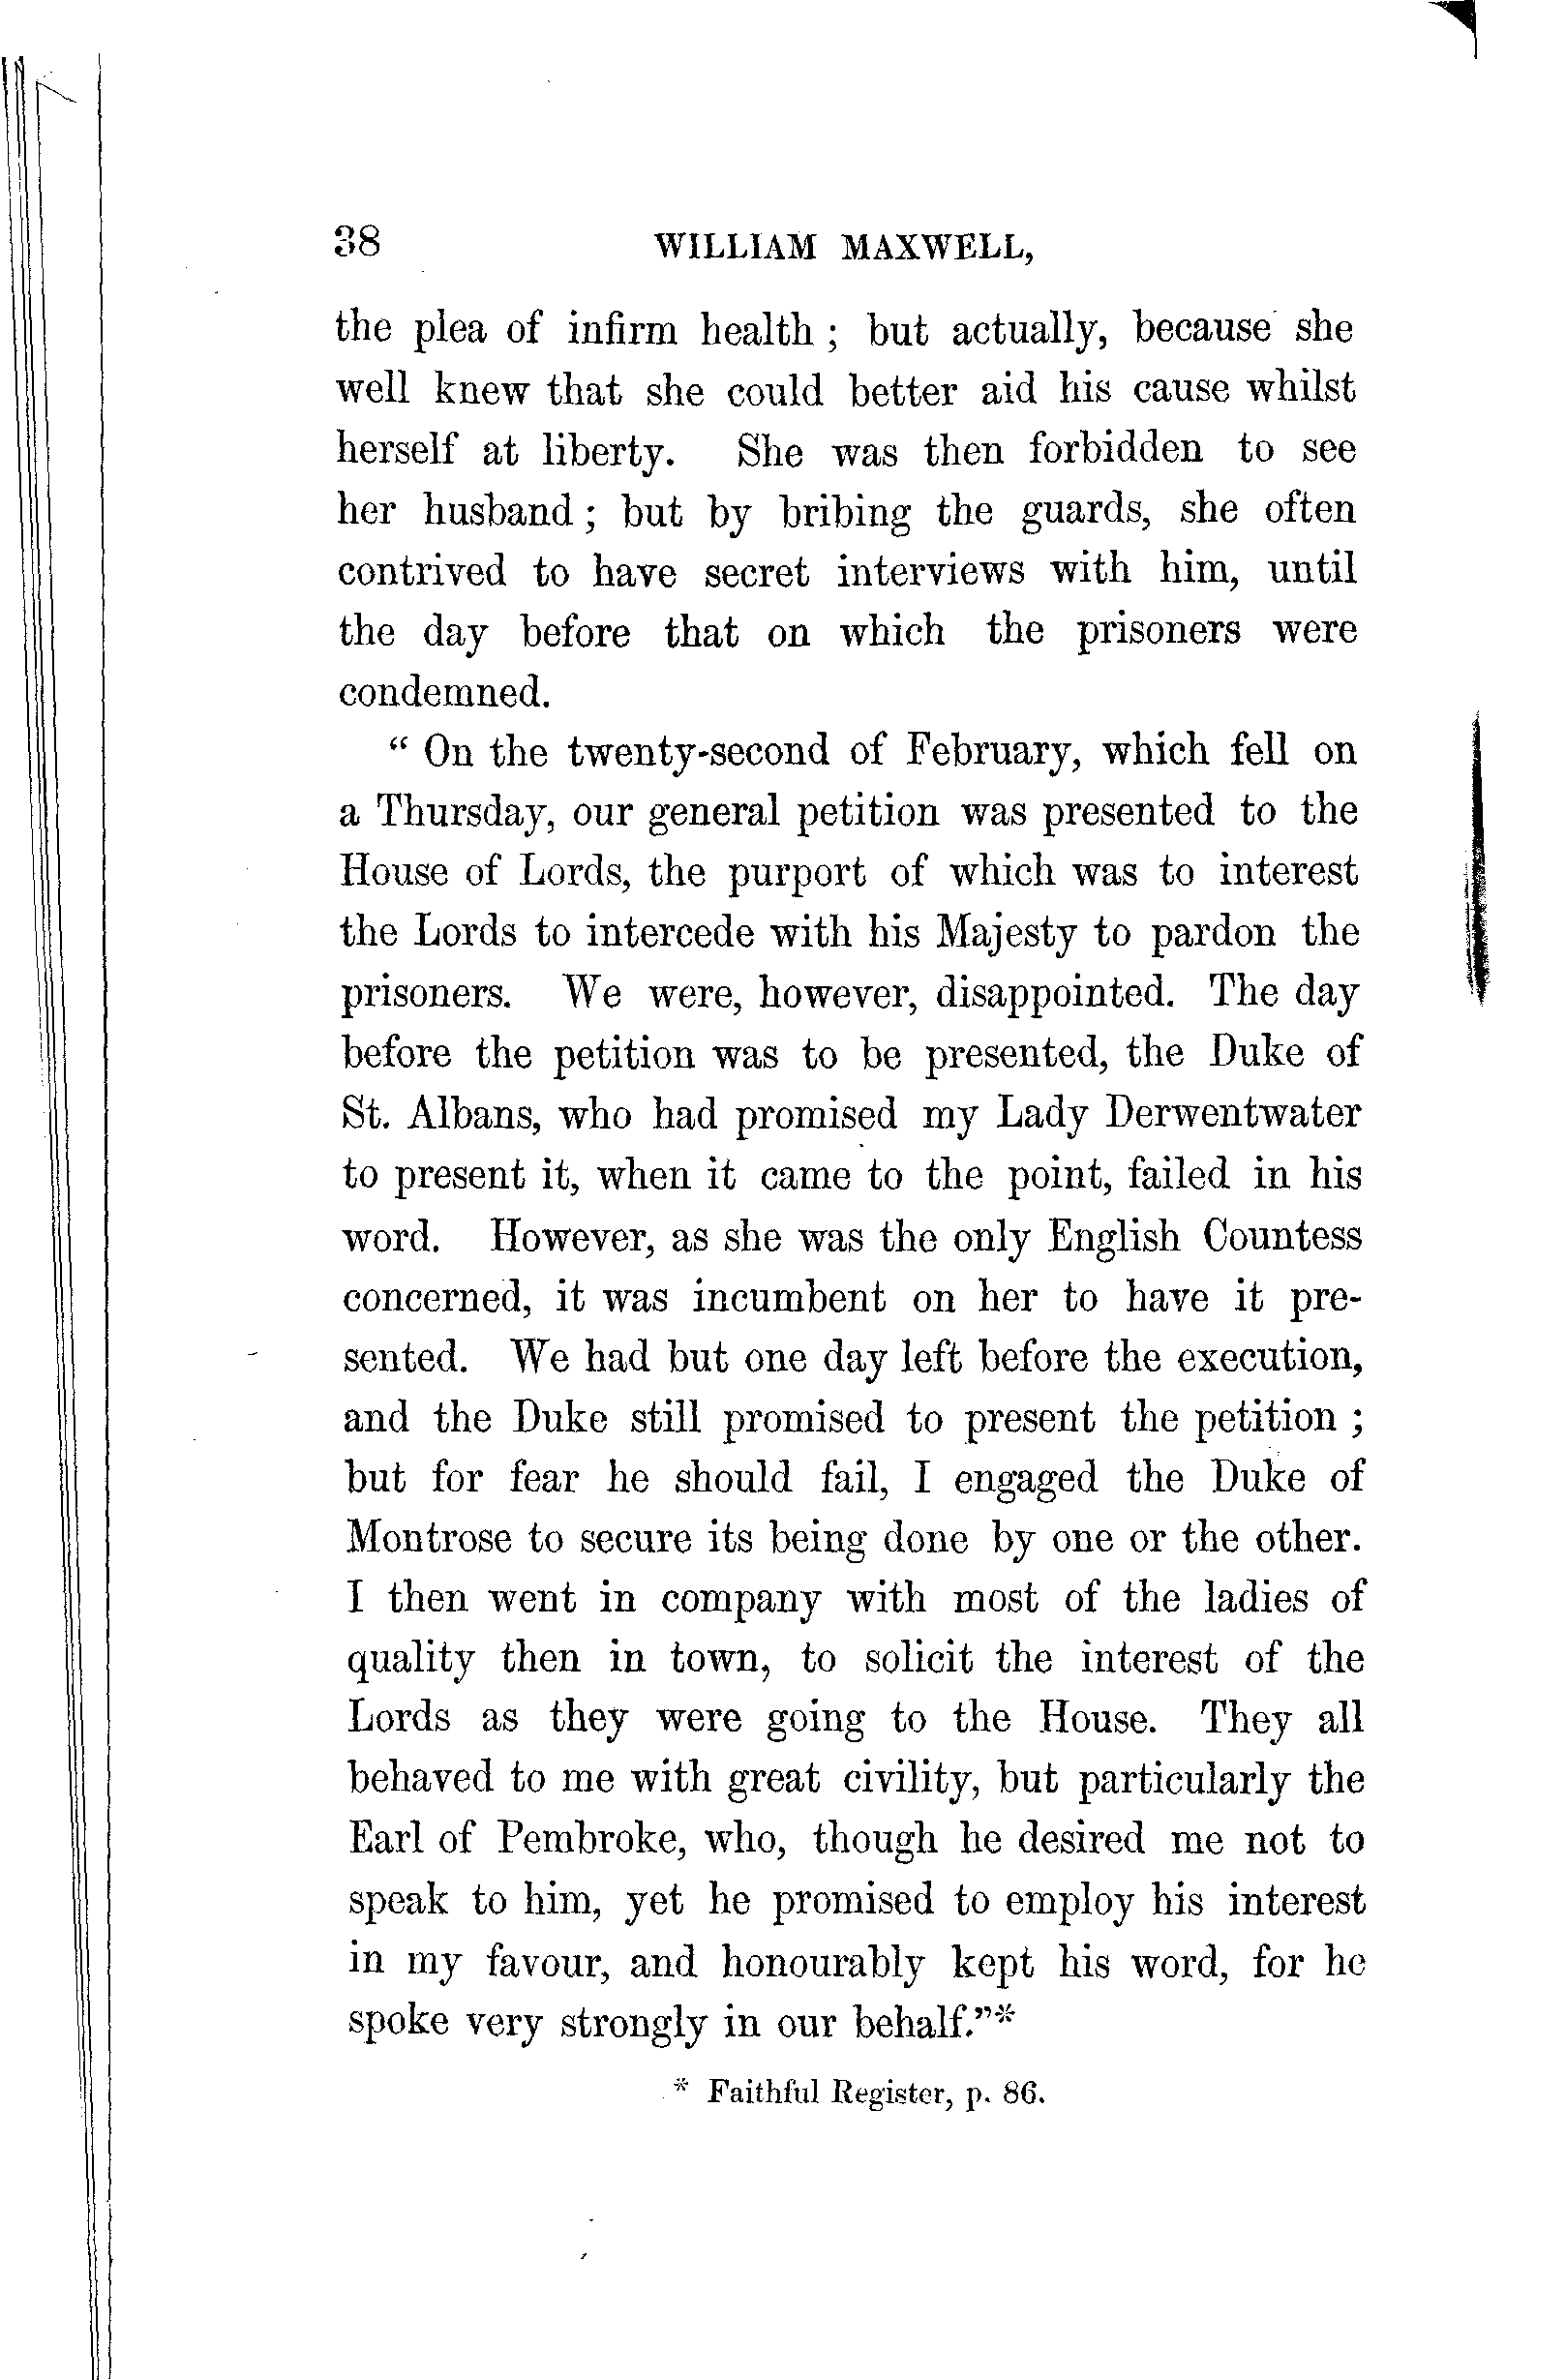 38 WILLIAM MAXWELL,
the plea of infirm health ; but actually, because she
well knew that she could better aid his cause whilst
herself at liberty. She was then forbidden to see
her husband ; but by bribing the guards, she often
contrived to have secret interviews with him, until
the day before that on which the prisoners were
condemned.
“ On the twenty-second of February, which fell on
a Thursday, our general petition was presented to the
House of Lords, the purport of which was to interest
the Lords to intercede with his Majesty to pardon the
prisoners. We were, however, disappointed. The day
before the petition was to be presented, the Duke of
St. Albans, who had promised my Lady Derwentwater
to present it, when it came to the point, failed in his
word. However, as she was the only English Countess
concerned, it was incumbent on her to have it pre-
sented. We had but one day left before the execution,
and the Duke still promised to present the petition ;
but for fear he should fail, I engaged the Duke of
Montrose to secure its being done by one or the other.
I then went in company with most of the ladies of
quality then in town, to solicit the interest of the
Lords as they were going to the House. They all
behaved to me with great civility, but particularly the
Earl of Pembroke, who, though he desired me not to
speak to him, yet he promised to employ his interest
in my favour, and honourably kept his word, for he
spoke very strongly in our behalf.”*
* Faithful Register, p. 86.